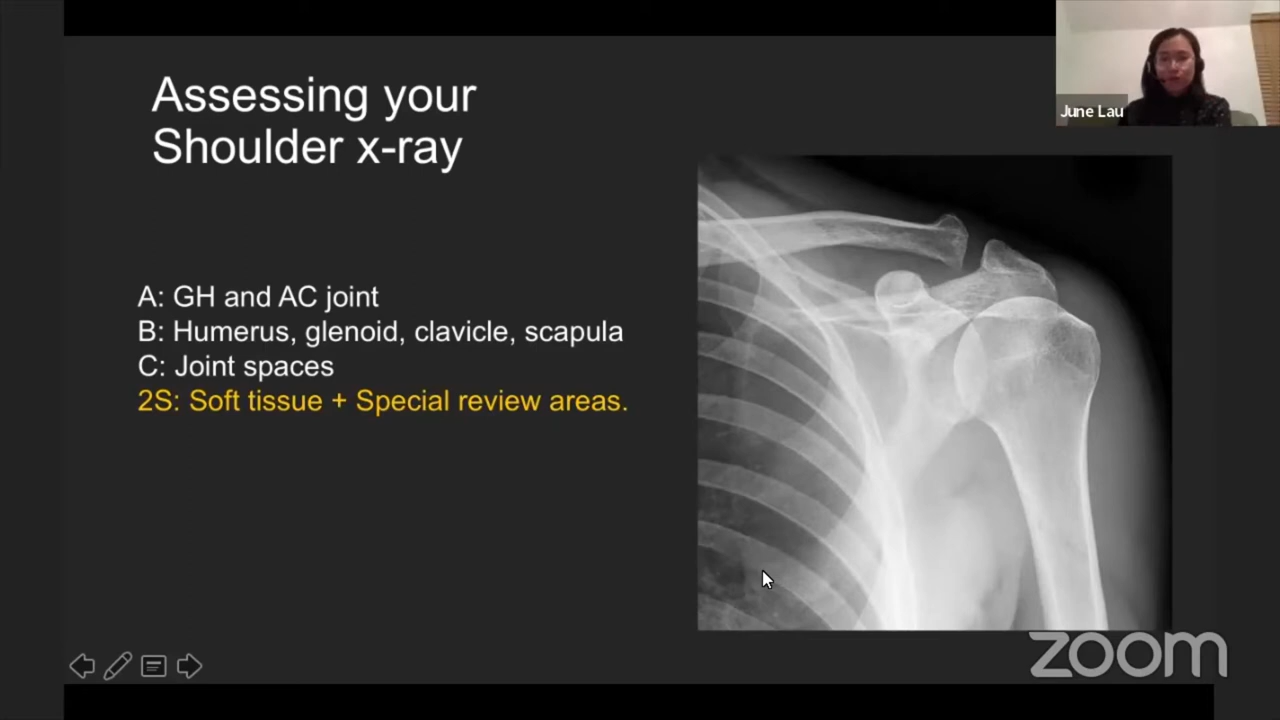 Assessing your
Shoulder x-ray
June Lau
A: GH and AC joint
B: Humerus, glenoid, clavicle, scapula
C: Joint spaces
2S: Soft tissue + Special review areas.
zoom